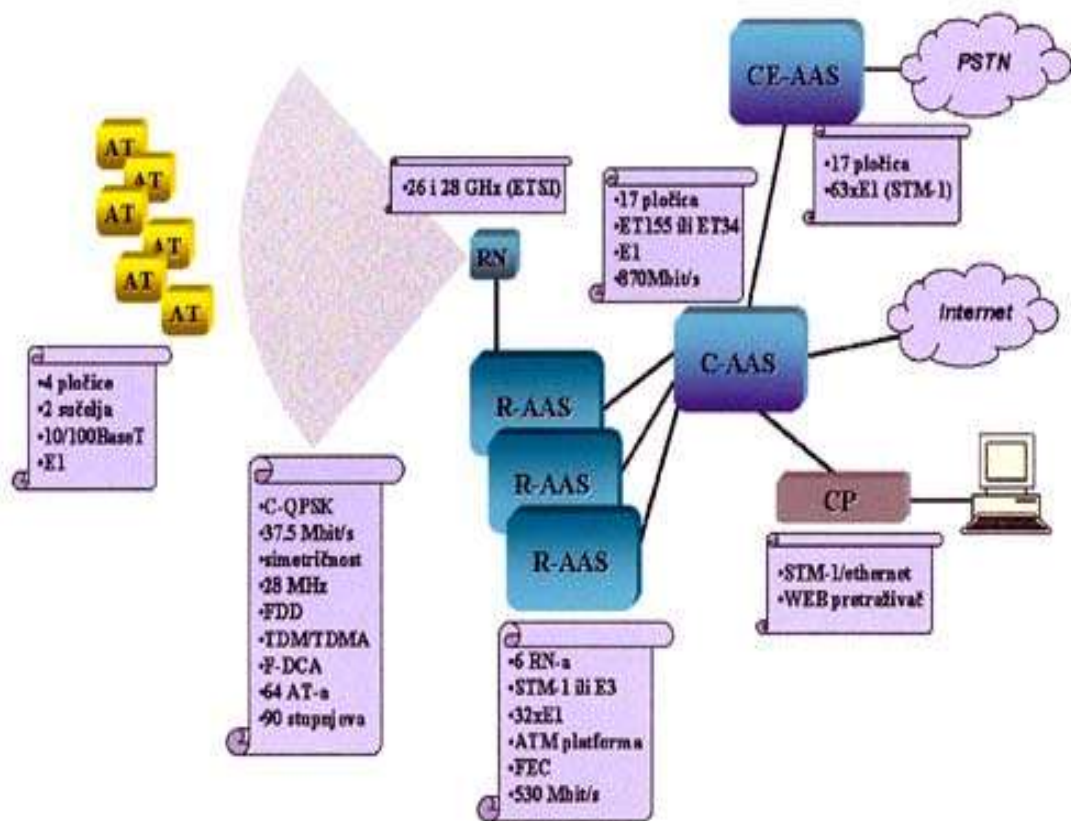 CE-AAS
PSTN
•17 pločica
•63xE1 (STM-1)
AT
AT
AT
AT
AT
AT
•26 i 28 GHz (ETSI)
•17 pločica
•ET155 ili ET34
•E1
•870Mbit/s
RN
Internet
C-AAS
R-AAS
R-AAS
R-AAS
•4 pločice
•2 sučelja
•10/100BaseT
•E1
CP
•STM-1/ethernet
•WEB pretraživač
•C-QPSK
•37.5 Mbit/s
•simetričnost
•28 MHz
•FDD
•TDM/TDMA
•F-DCA
•64 AT-a
•90 stupnjeva
•6 RN-a
•STM-1 ili E3
•32xE1
•ATM platforma
•FEC
•530 Mbit/s